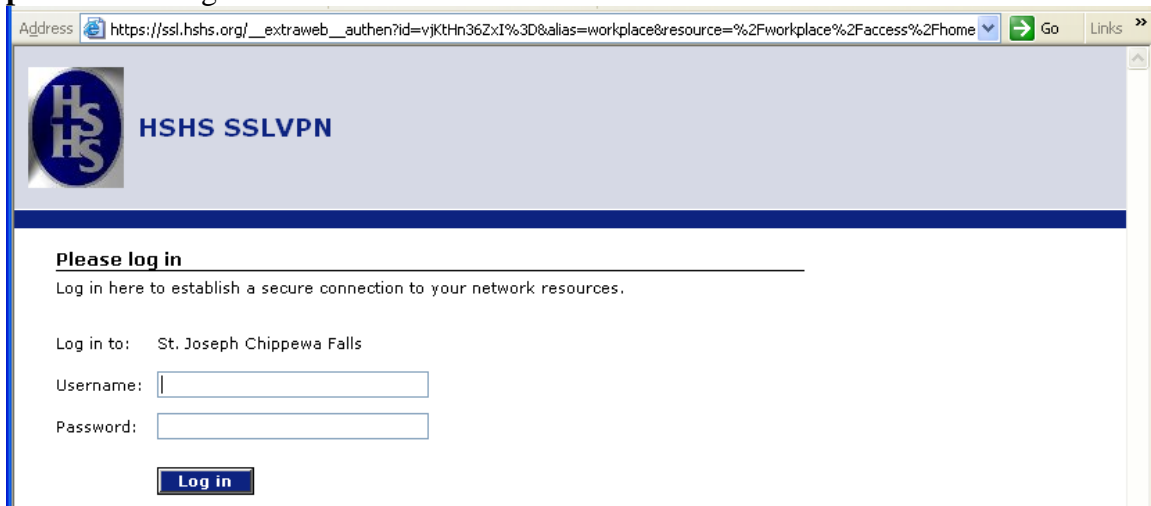 Address https://ssl.hshs.org/__extraweb__authen?id=vjKtHn36ZxI%3D&alias=workplace&resource=%2Fworkplace%2Faccess%2Fhome Go Links »
HSHS
HSHS SSLVPN
Please log in
Log in here to establish a secure connection to your network resources.
Log in to: St. Joseph Chippewa Falls
Username:
Password:
Log in